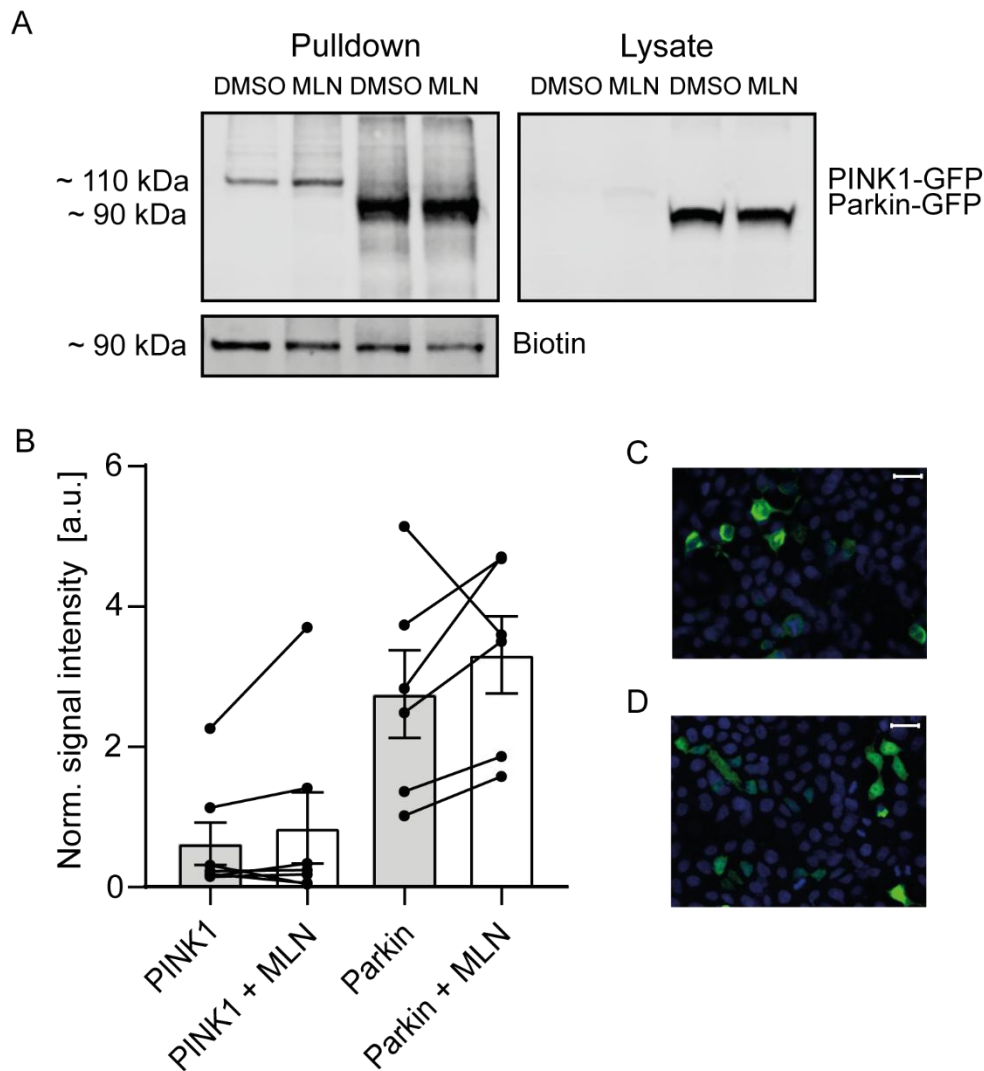 A
Pulldown Lysate
DMSO MLN DMSO MLN DMSO MLN DMSO MLN
~ 110 kDa PINK1-GFP
~ 90 kDa Parkin-GFP
~ 90 kDa Biotin
B
C
D
Norm. signal intensity [a.u.]
6
4
2
0
PINK1
PINK1 + MLN
Parkin
Parkin + MLN